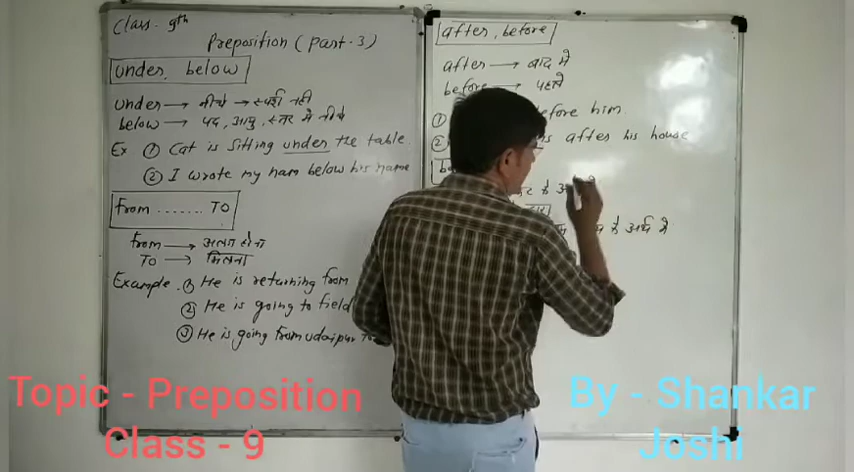 Class - 9th
Preposition (Part-3)
under, below
under → नीचे → स्पर्श नहीं
below → पद, आयु, स्तर में नीचे
Ex ① Cat is sitting under the table
② I wrote my nam below his name
From ....... TO
From → अलग होना
TO → मिलना
Example . ① He is returning from
② He is going to field
③ He is going from udaipur To
after, before
after → बाद में
before → पहले
① before him
② after his house
के अर्थ में
Topic - Preposition
Class - 9
By - Shankar
Joshi